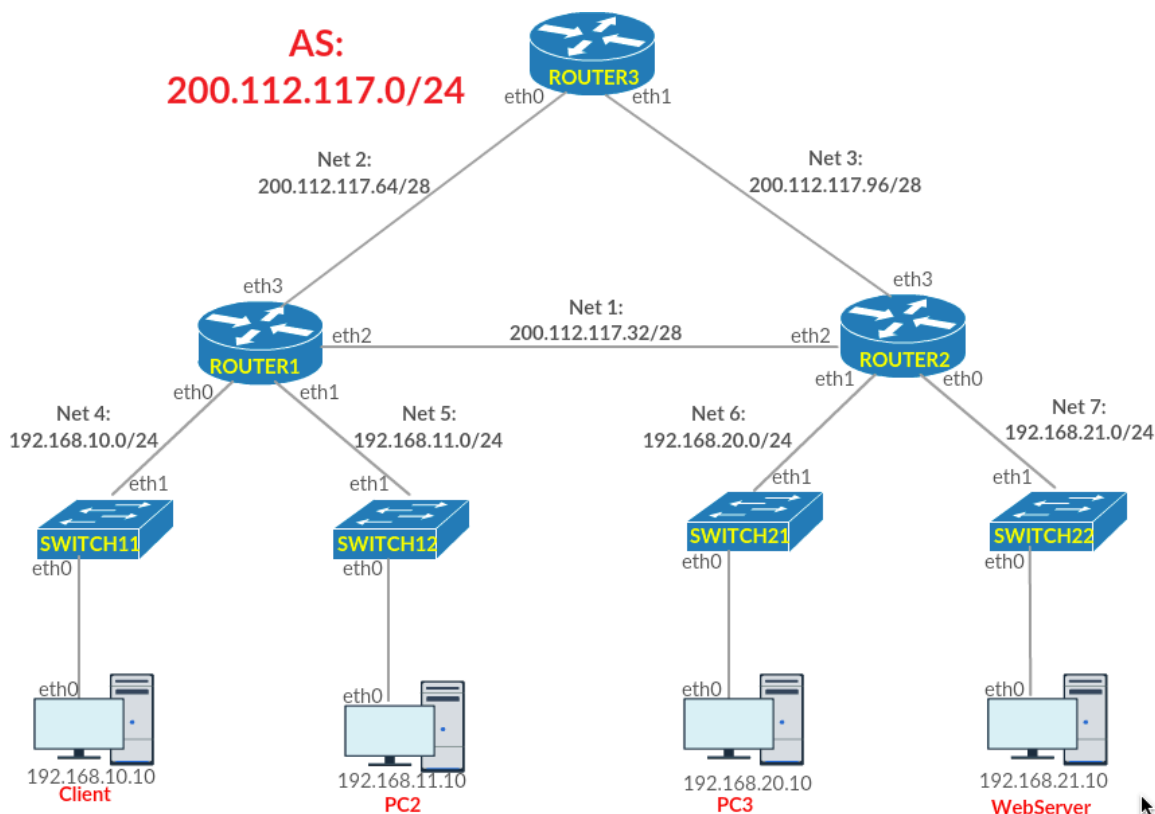 AS:
200.112.117.0/24
ROUTER3
eth0
eth1
Net 2:
200.112.117.64/28
Net 3:
200.112.117.96/28
eth3
eth3
Net 1:
200.112.117.32/28
ROUTER1
eth2
eth2
ROUTER2
eth0
eth1
eth1
eth0
Net 4:
192.168.10.0/24
Net 5:
192.168.11.0/24
Net 6:
192.168.20.0/24
Net 7:
192.168.21.0/24
eth1
eth1
eth1
eth1
SWITCH11
SWITCH12
SWITCH21
SWITCH22
eth0
eth0
eth0
eth0
eth0
eth0
eth0
eth0
192.168.10.10
Client
192.168.11.10
PC2
192.168.20.10
PC3
192.168.21.10
WebServer